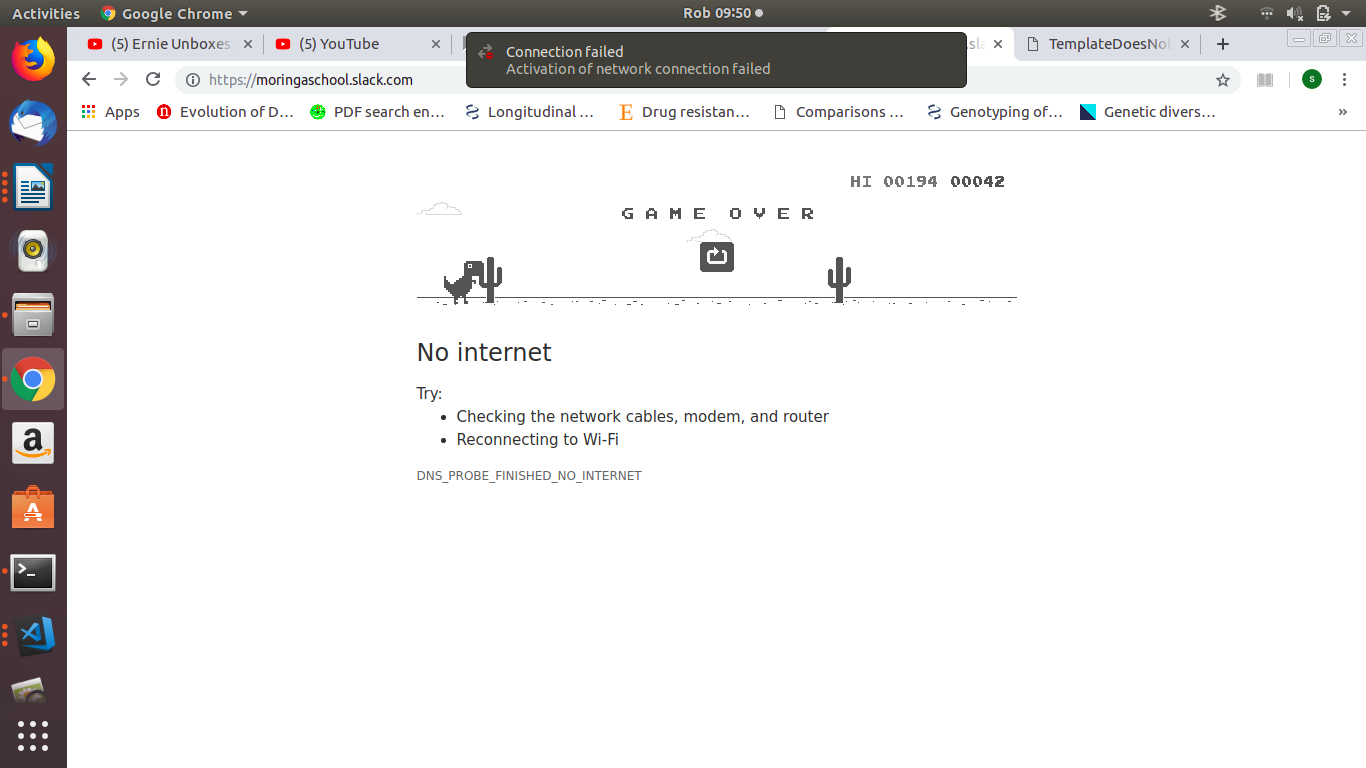 Activities Google Chrome Rob 09:50
(5) Ernie Unboxes (5) YouTube TemplateDoesNot
Connection failed
Activation of network connection failed
https://moringaschool.slack.com S
Apps Evolution of D… PDF search en… Longitudinal … Drug resistan… Comparisons … Genotyping of… Genetic divers… »
HI 00194 00042
GAME OVER
No internet
Try:
• Checking the network cables, modem, and router
• Reconnecting to Wi-Fi
DNS_PROBE_FINISHED_NO_INTERNET